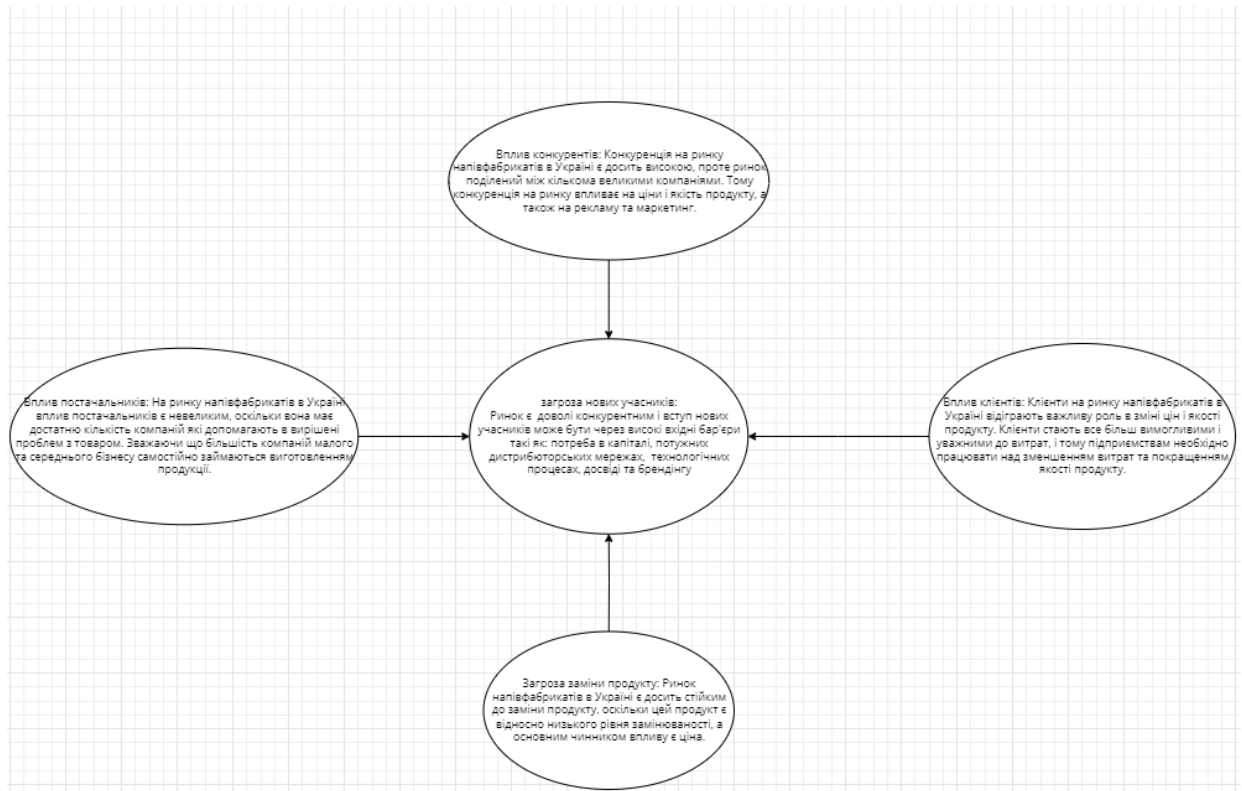 Вплив конкурентів: Конкуренція на ринку
напівфабрикатів в Україні є досить високою, проте ринок
поділений між кількома великими компаніями. Тому
конкуренція на ринку впливає на ціни і якість продукту, а
також на рекламу та маркетинг.
Вплив постачальників: На ринку напівфабрикатів в Україні
вплив постачальників є невеликим, оскільки вона має
достатню кількість компаній які допомагають в вирішені
проблем з товаром. Зважаючи що більшість компаній малого
та середнього бізнесу самостійно займаються виготовленням
продукції.
загроза нових учасників:
Ринок є доволі конкурентним і вступ нових
учасників може бути через високі вхідні бар'єри
такі як: потреба в капіталі, потужних
дистрибюторських мережах, технологічних
процесах, досвіді та брендінгу
Вплив клієнтів: Клієнти на ринку напівфабрикатів в
Україні відіграють важливу роль в зміні цін і якості
продукту. Клієнти стають все більш вимогливими і
уважними до витрат, і тому підприємствам необхідно
працювати над зменшенням витрат та покращенням
якості продукту.
Загроза заміни продукту: Ринок
напівфабрикатів в Україні є досить стійким
до заміни продукту, оскільки цей продукт є
відносно низького рівня замінюваності, а
основним чинником впливу є ціна.